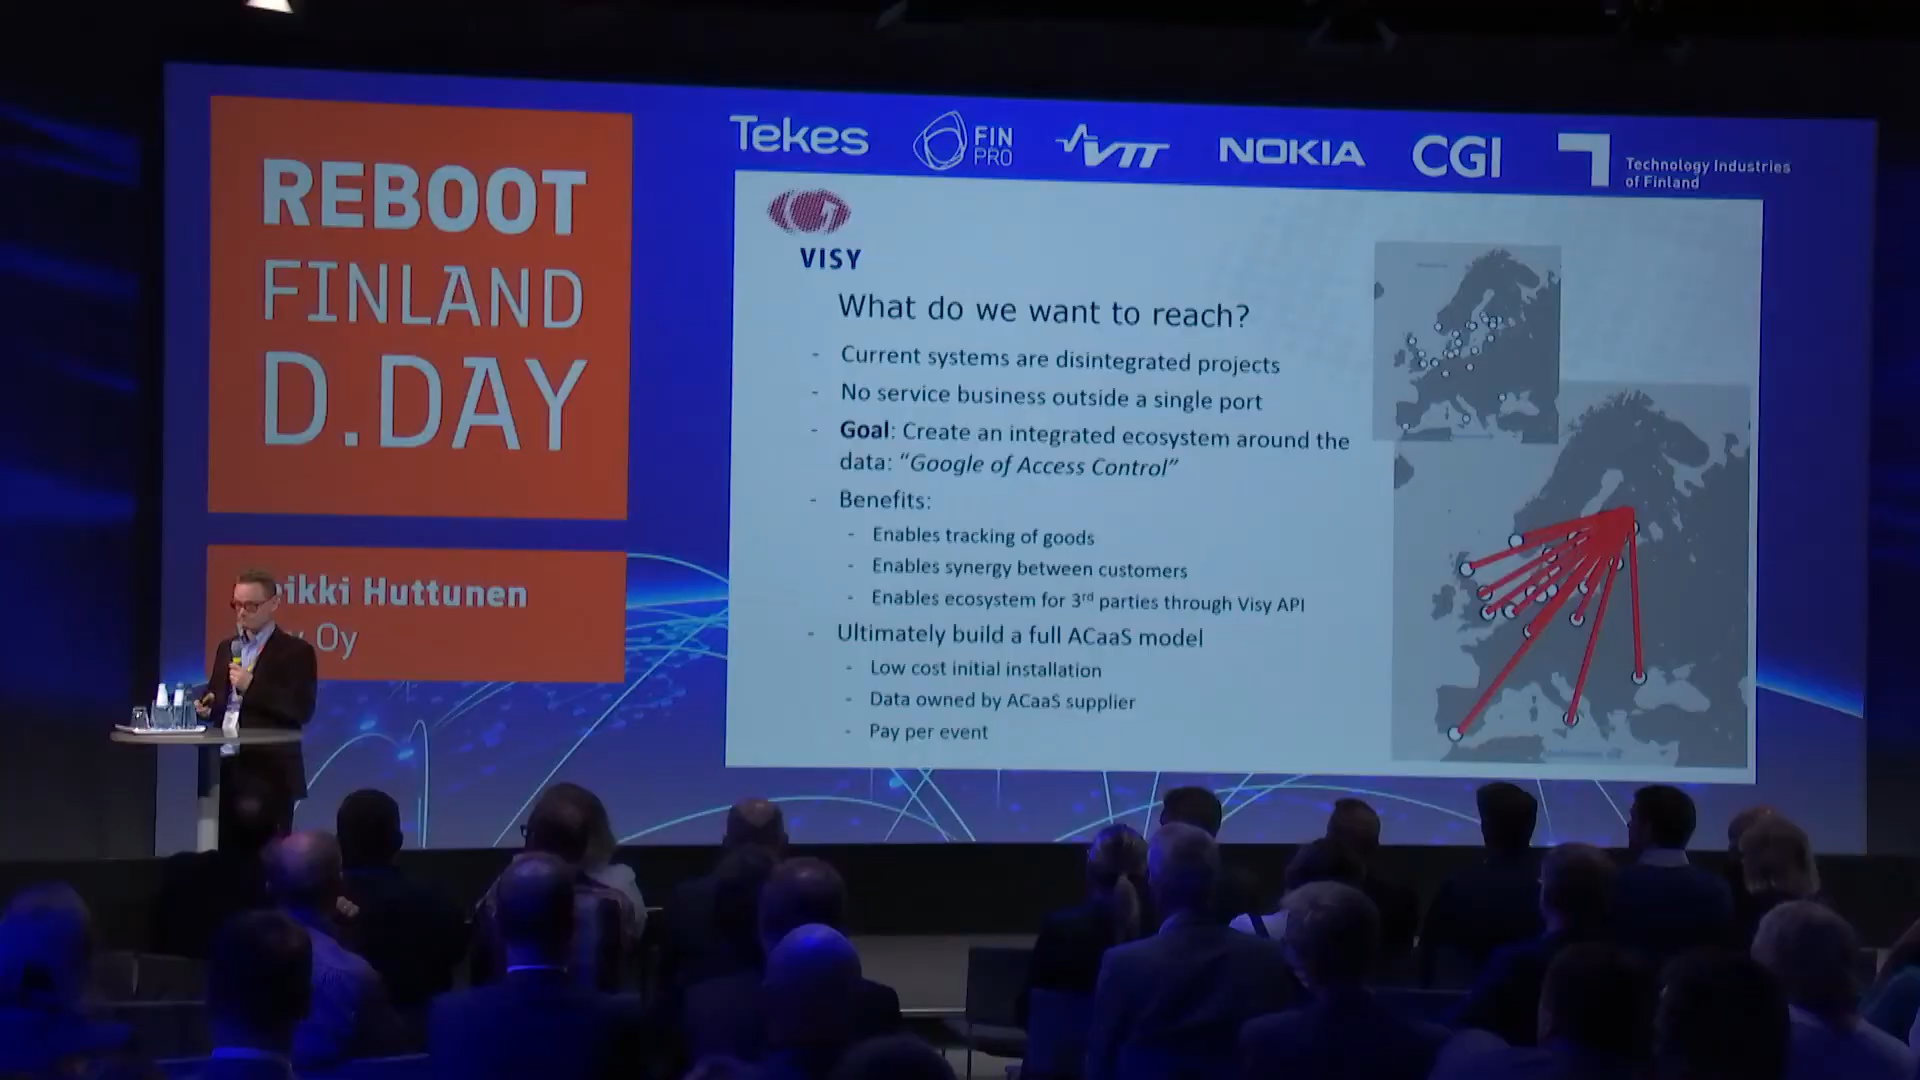 REBOOT
FINLAND
D.DAY
ikki Huttunen
Oy
Tekes
FIN
PRO
VTT
NOKIA
CGI
Technology Industries
of Finland
VISY
What do we want to reach?
- Current systems are disintegrated projects
- No service business outside a single port
- Goal: Create an integrated ecosystem around the
data: “Google of Access Control”
- Benefits:
- Enables tracking of goods
- Enables synergy between customers
- Enables ecosystem for 3rd parties through Visy API
- Ultimately build a full ACaaS model
- Low cost initial installation
- Data owned by ACaaS supplier
- Pay per event